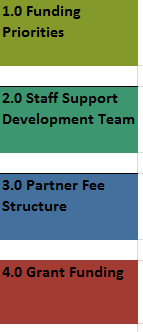 1.0 Funding
Priorities
2.0 Staff Support
Development Team
3.0 Partner Fee
Structure
4.0 Grant Funding